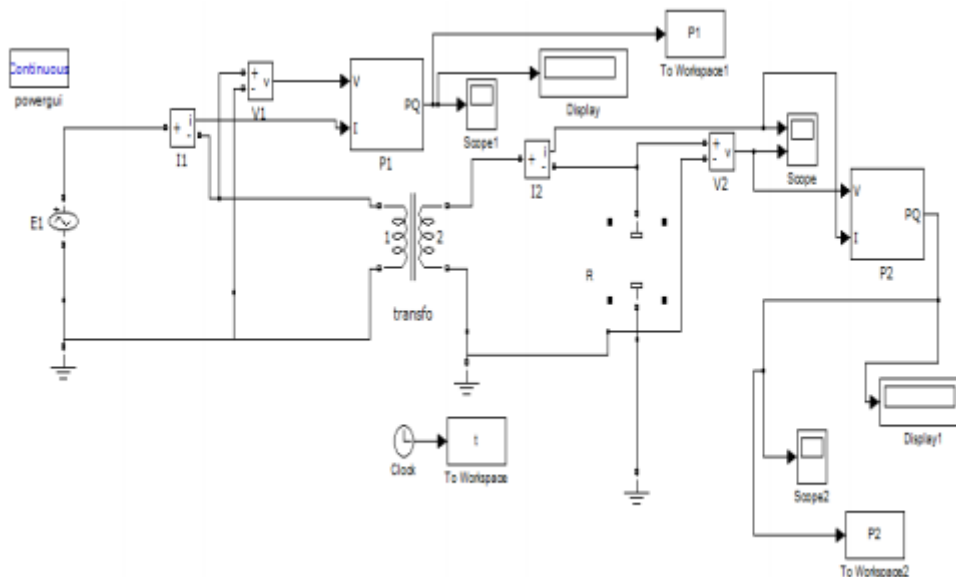 P1
To Workspace1
Continuous
powergui
+
-
v
V1
V
I
PQ
P1
Scope1
Display
+
-
i
I1
+
-
i
I2
+
-
v
V2
Scope
V
I
PQ
P2
E1
+
1
2
transfo
R
Display1
Clock
t
To Workspace
Scope2
P2
To Workspace2